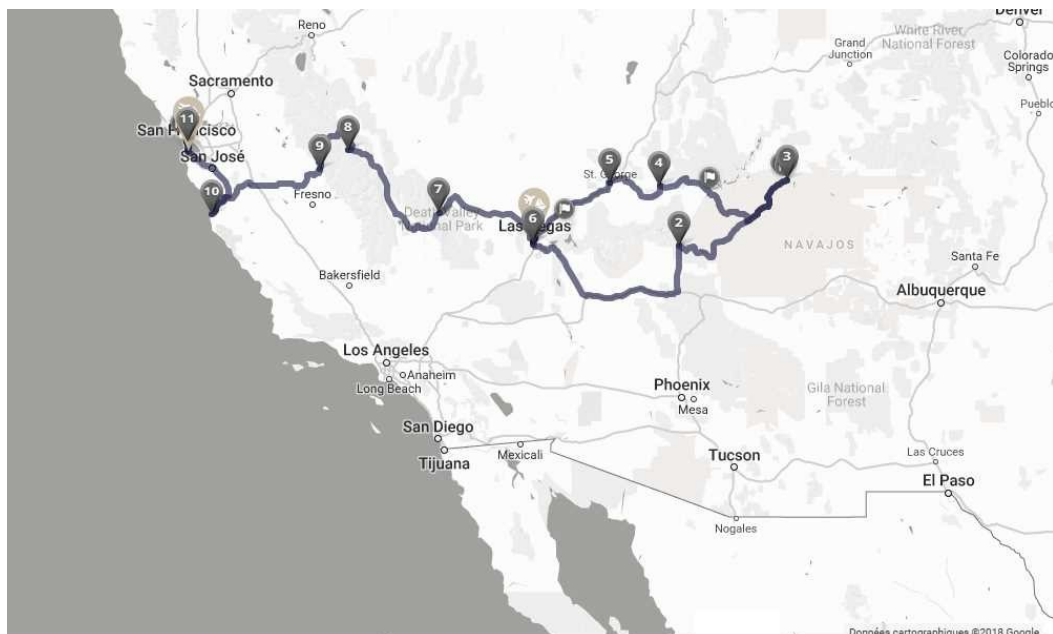 Denver
Reno
White River
National Forest
Grand
Junction
Colorado
Springs
Sacramento
Pueblo
11
San Francisco
8
9
San José
5
St. George
4
3
10
Fresno
7
Death Valley
National Park
6
Las Vegas
2
NAVAJOS
Santa Fe
Bakersfield
Albuquerque
Los Angeles
Anaheim
Long Beach
Phoenix
Mesa
Gila National
Forest
San Diego
Tijuana
Mexicali
Tucson
Las Cruces
El Paso
Nogales
Données cartographiques ©2018 Google